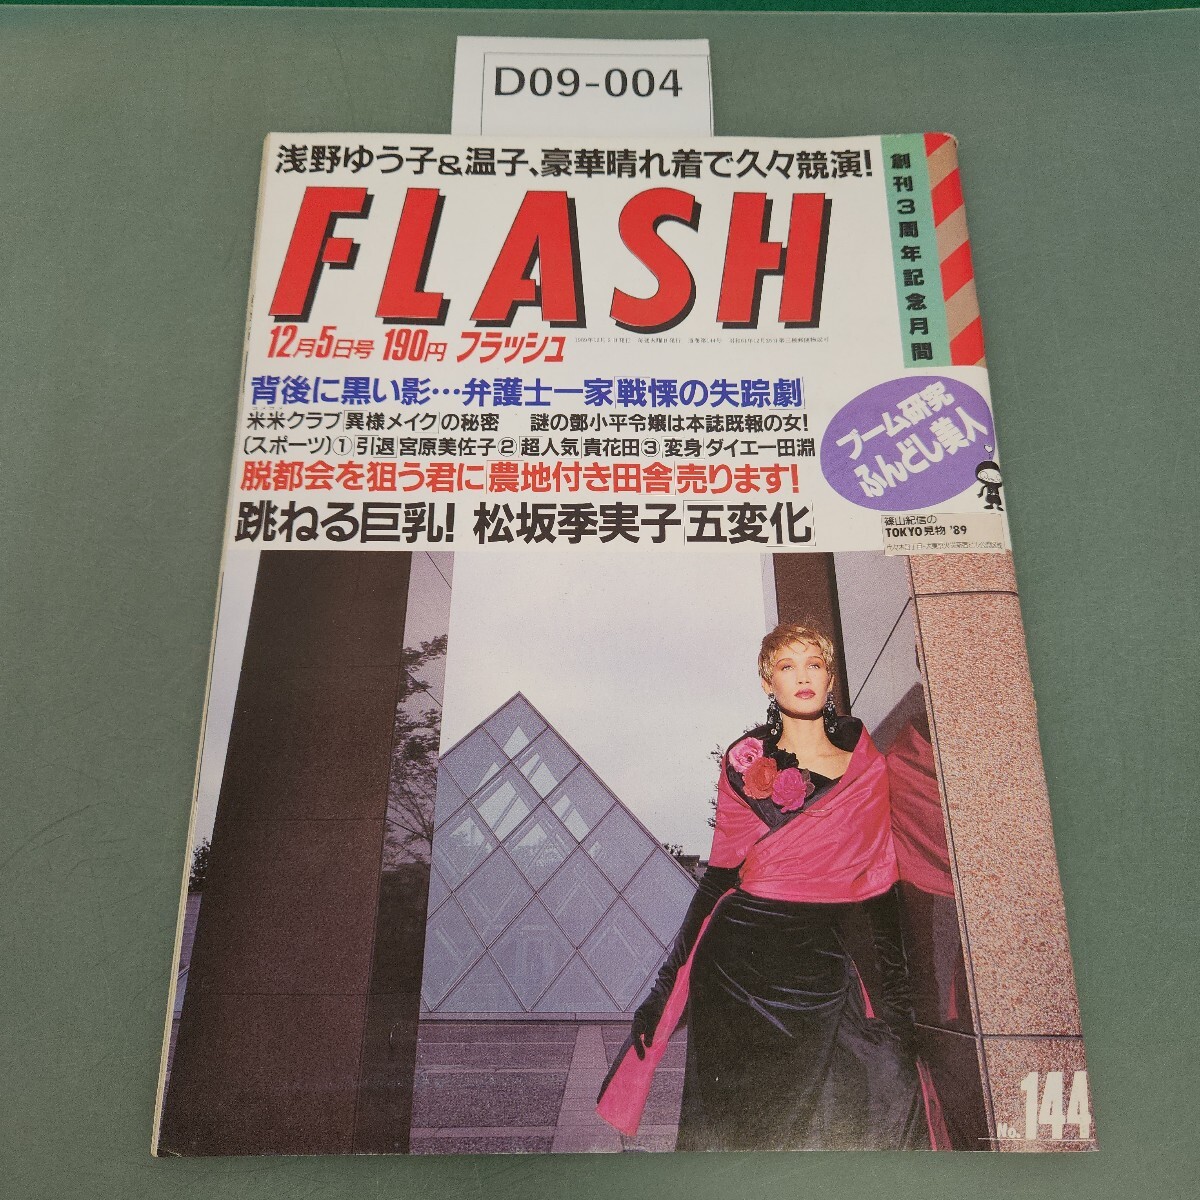 D09-004
浅野ゆう子&温子、豪華晴れ着で久々競演!
創刊3周年記念月間
FLASH
12月5日号 190円 フラッシュ
背後に黒い影…弁護士一家「戦慄の失踪劇」
米米クラブ「異様メイク」の秘密 謎の鄧小平令嬢は本誌既報の女!
(スポーツ)①引退 宮原美佐子②超人気 貴花田③変身 ダイエー田淵
脱都会を狙う君に「農地付き田舎」売ります!
跳ねる巨乳! 松坂季実子「五変化」
ブーム研究
ふんどし美人
篠山紀信の
TOKYO見物 '89
No. 144